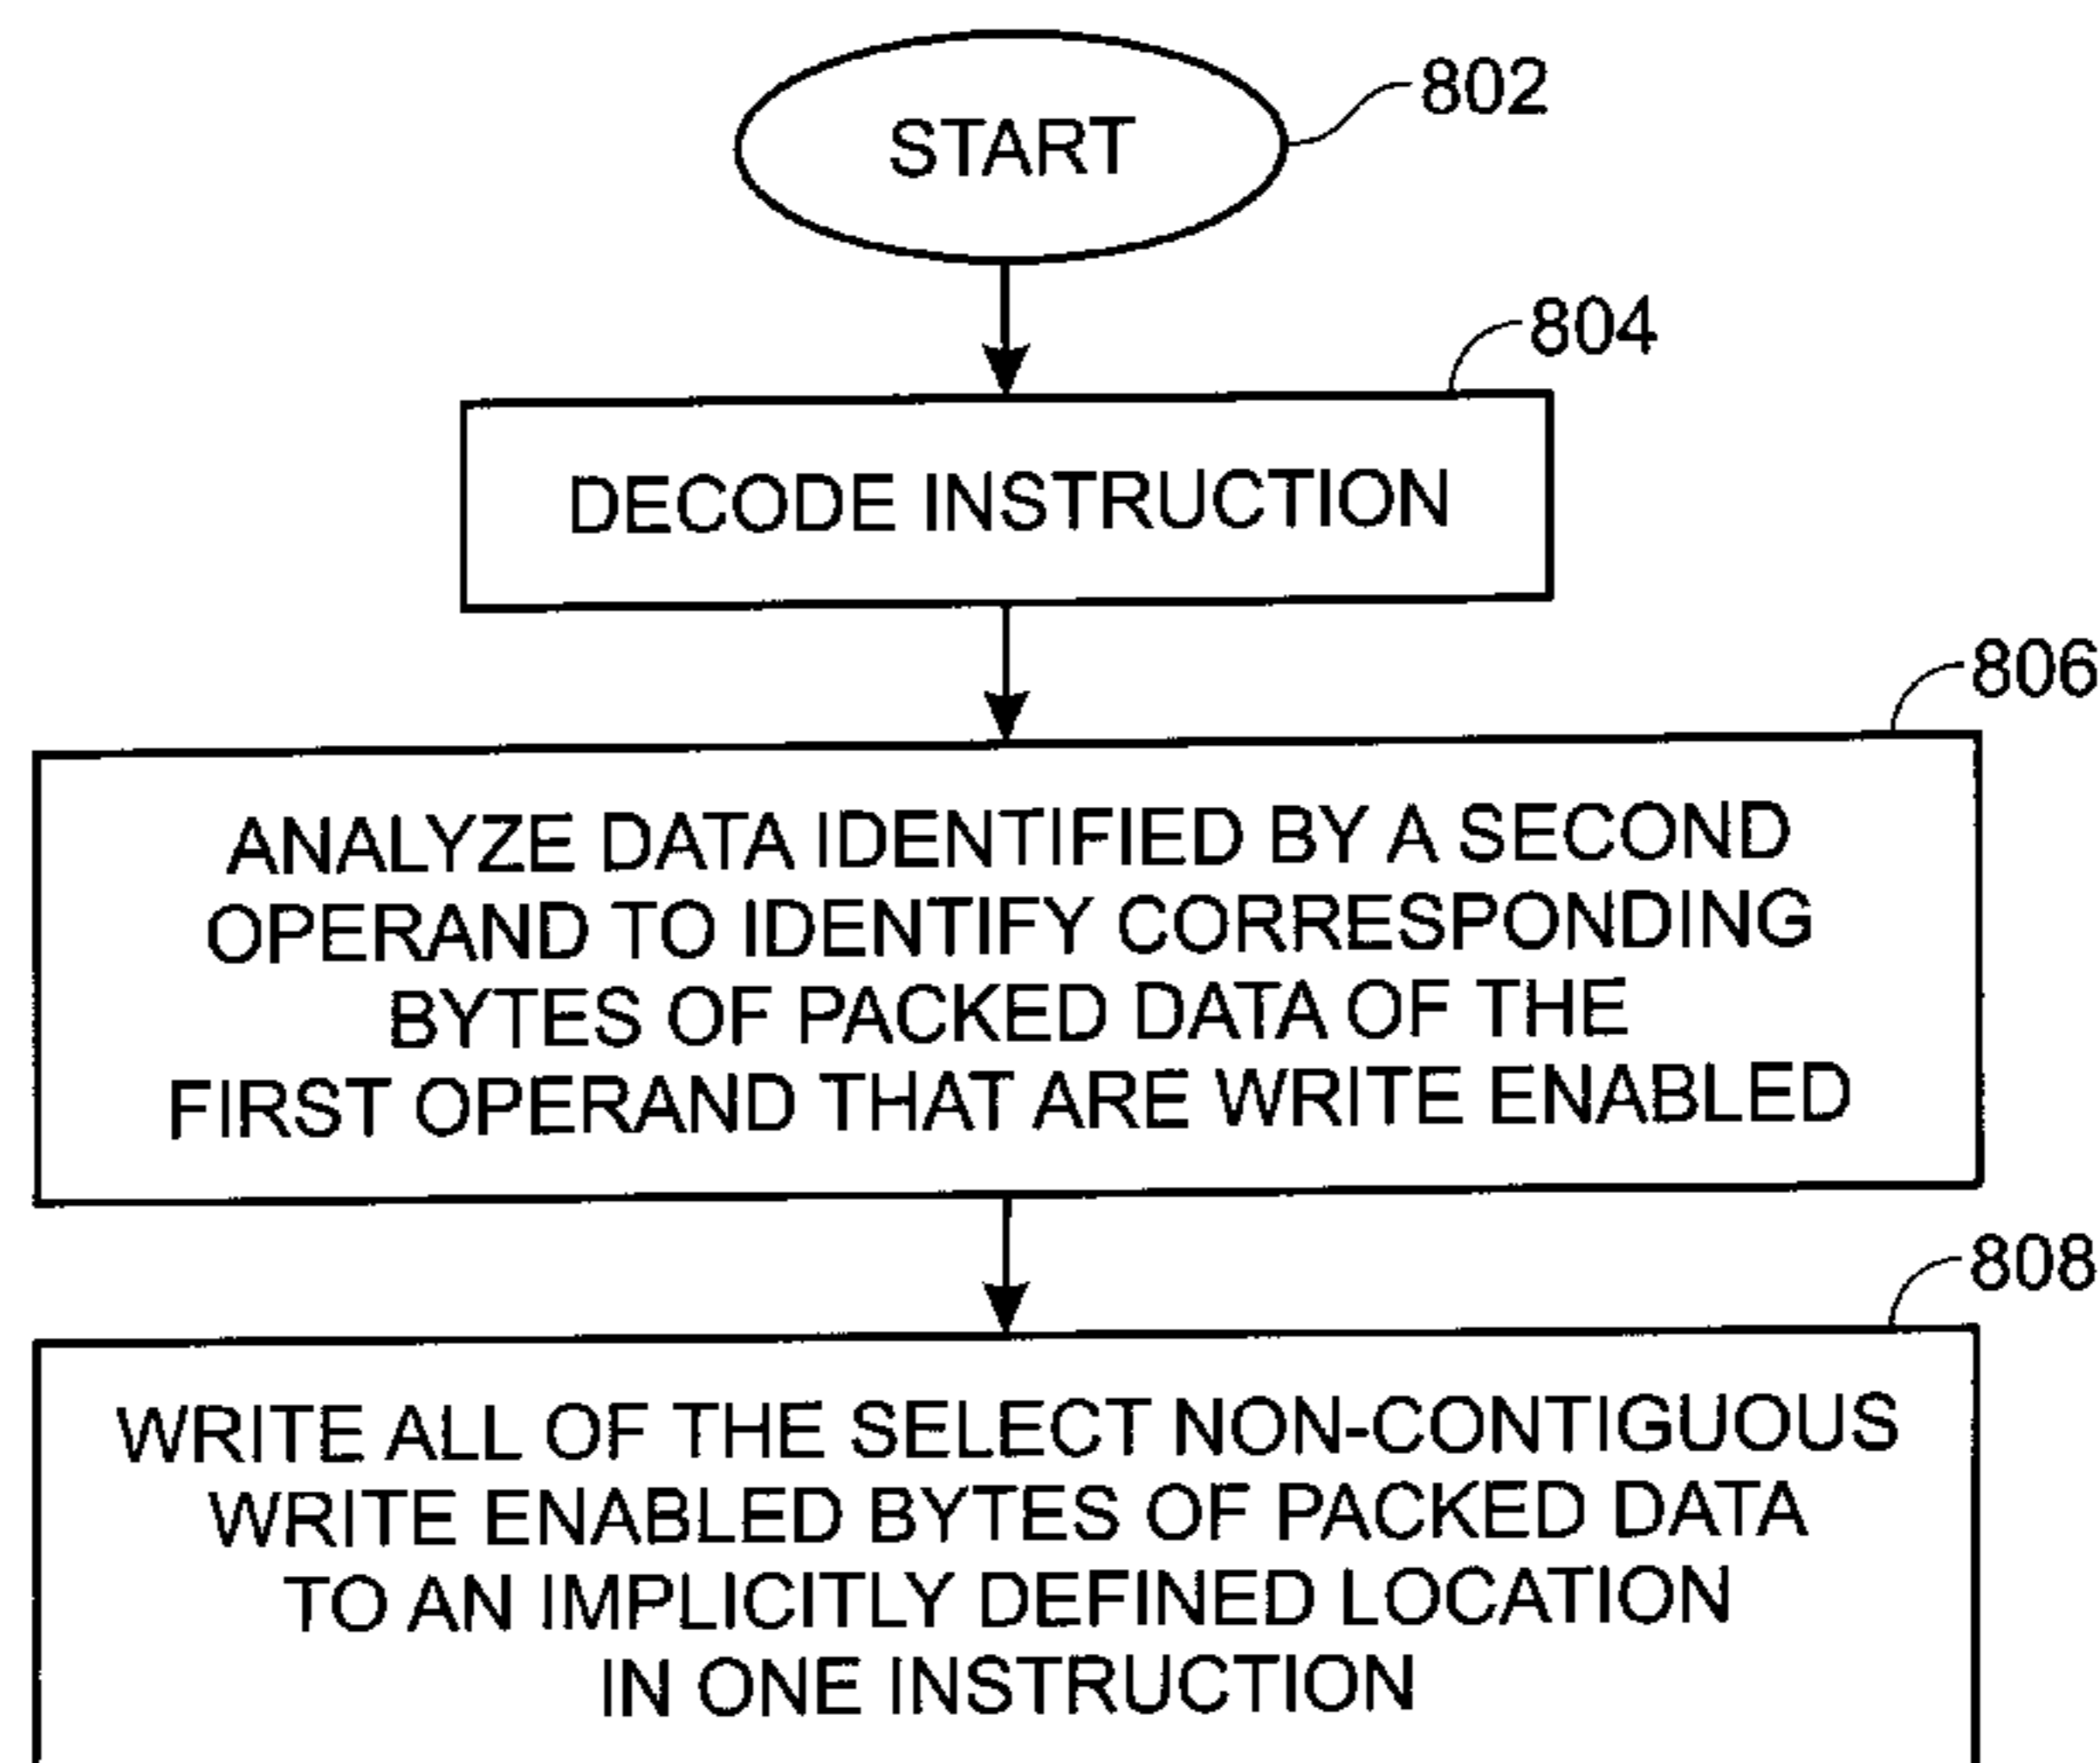 802
START
804
DECODE INSTRUCTION
806
ANALYZE DATA IDENTIFIED BY A SECOND
OPERAND TO IDENTIFY CORRESPONDING
BYTES OF PACKED DATA OF THE
FIRST OPERAND THAT ARE WRITE ENABLED
808
WRITE ALL OF THE SELECT NON-CONTIGUOUS
WRITE ENABLED BYTES OF PACKED DATA
TO AN IMPLICITLY DEFINED LOCATION
IN ONE INSTRUCTION